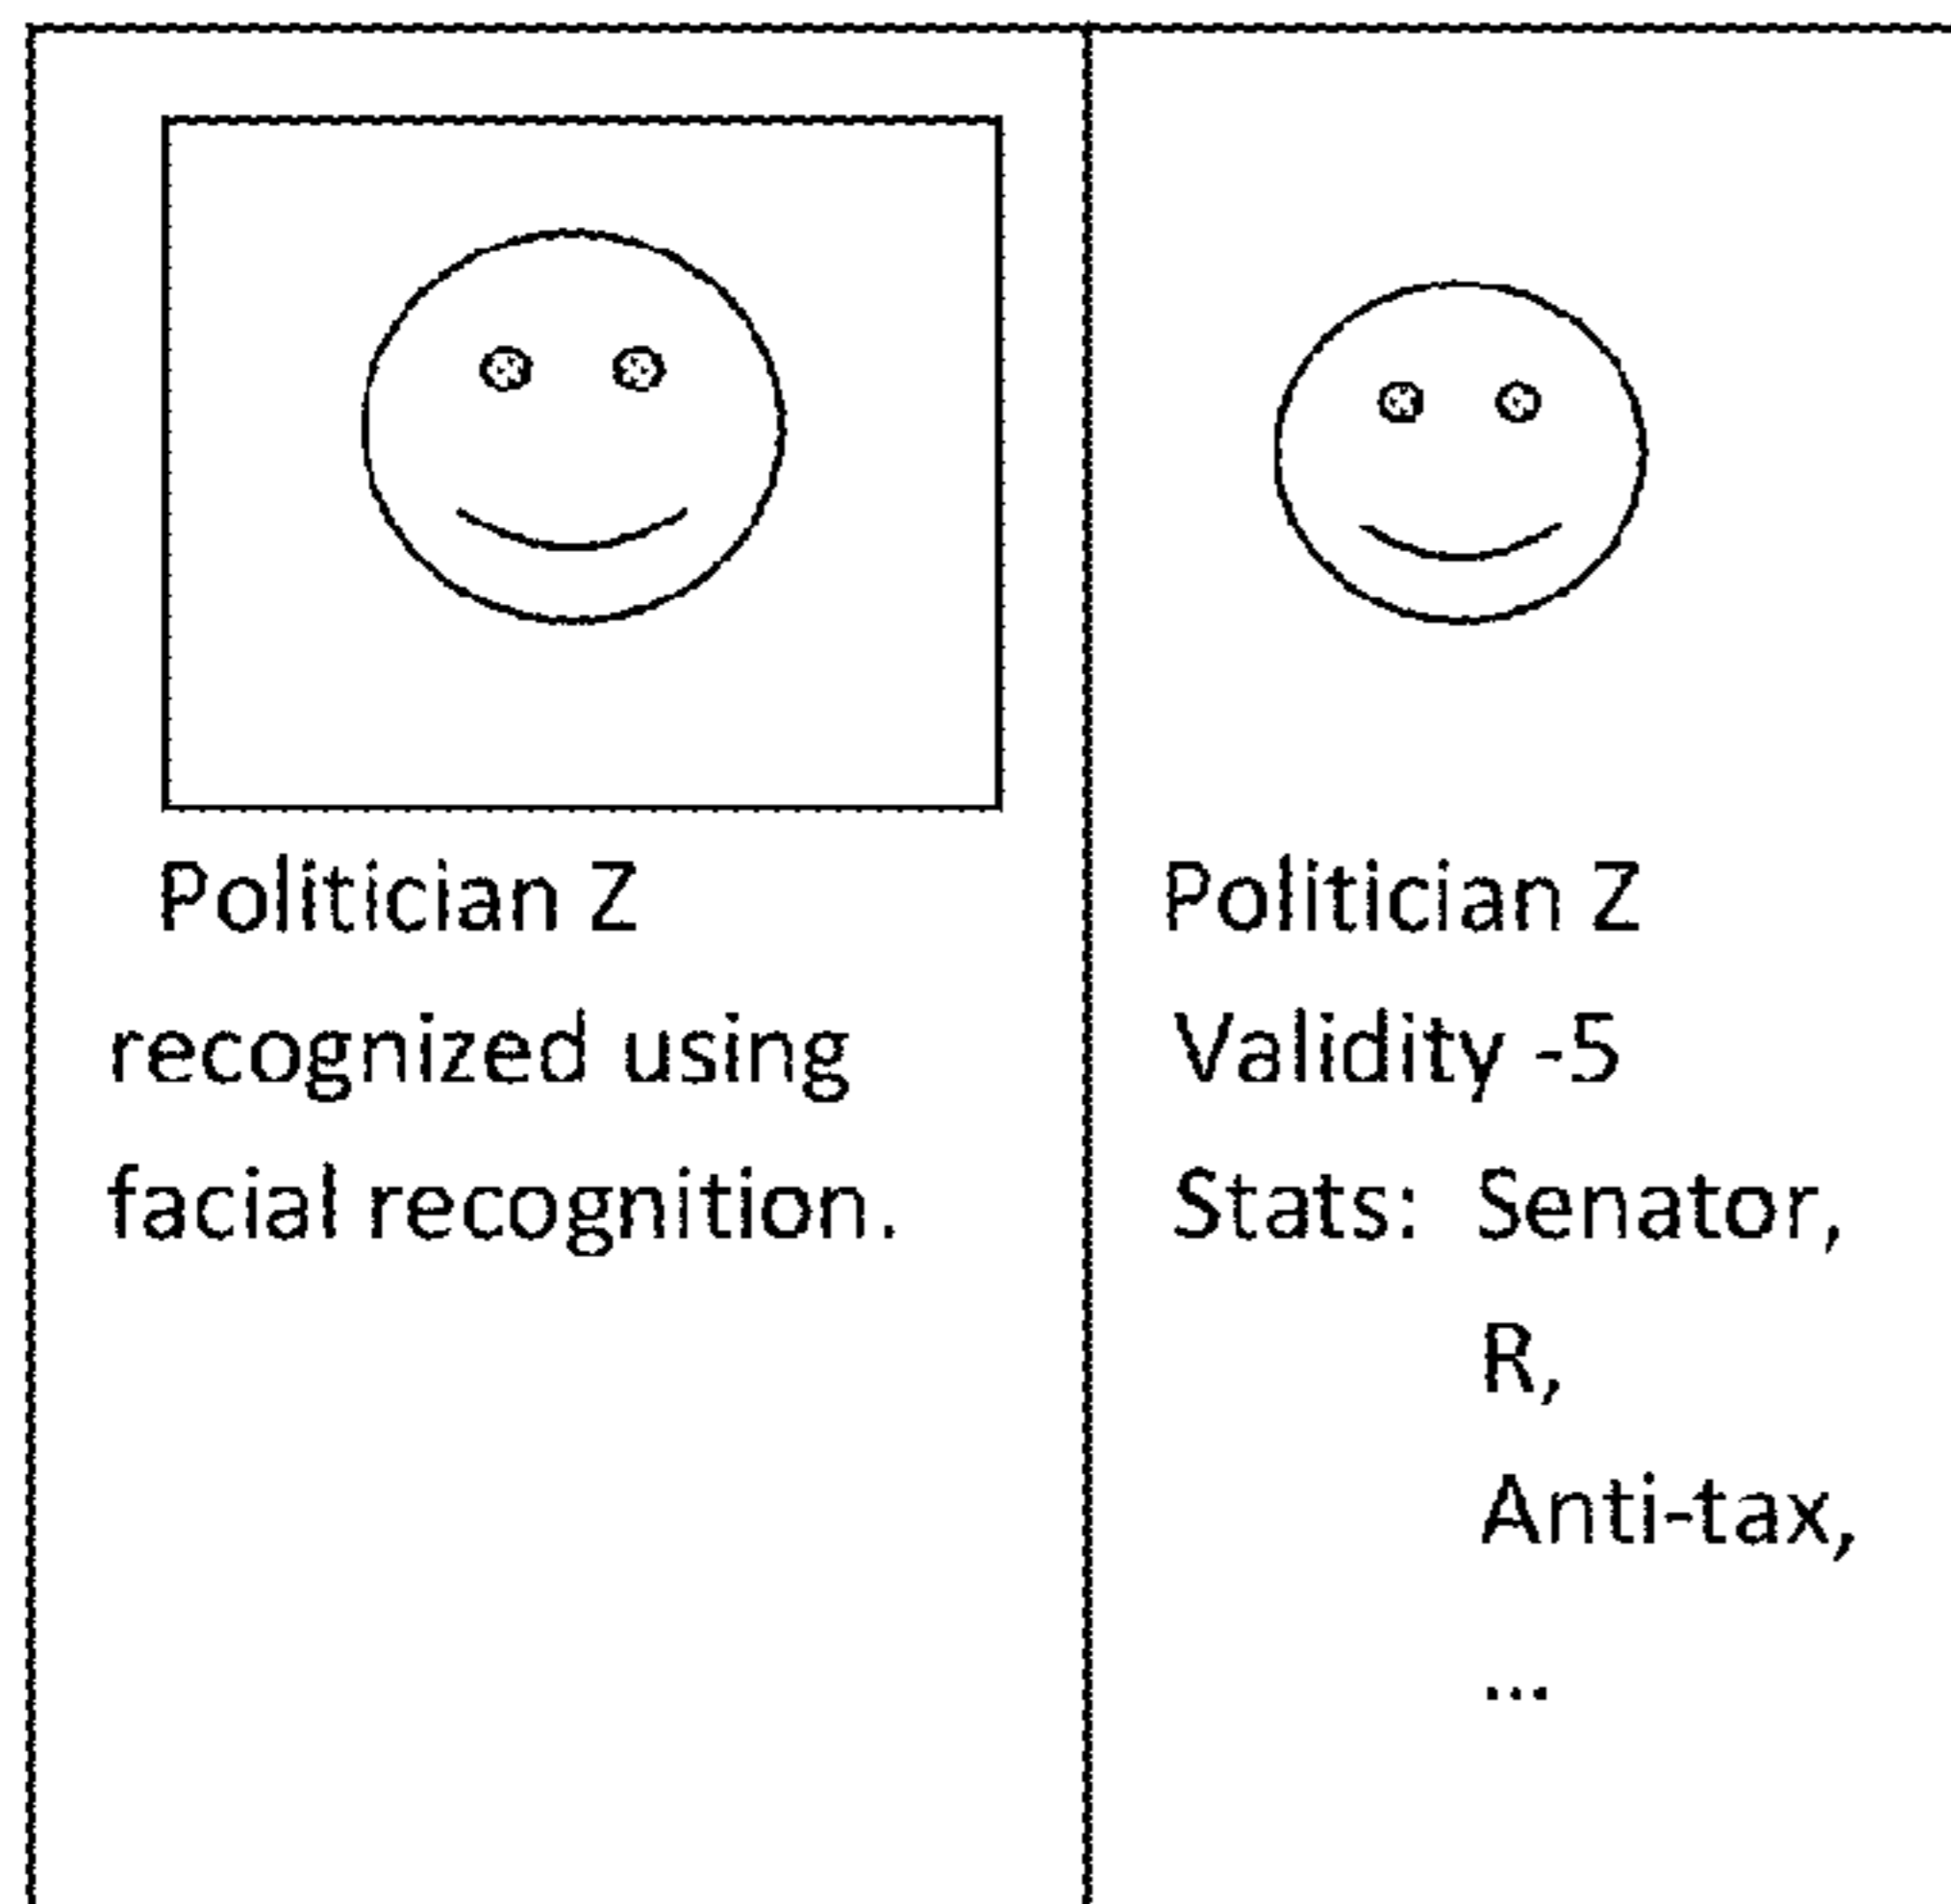 Politician Z
recognized using
facial recognition.
Politician Z
Validity -5
Stats: Senator,
R,
Anti-tax,
...